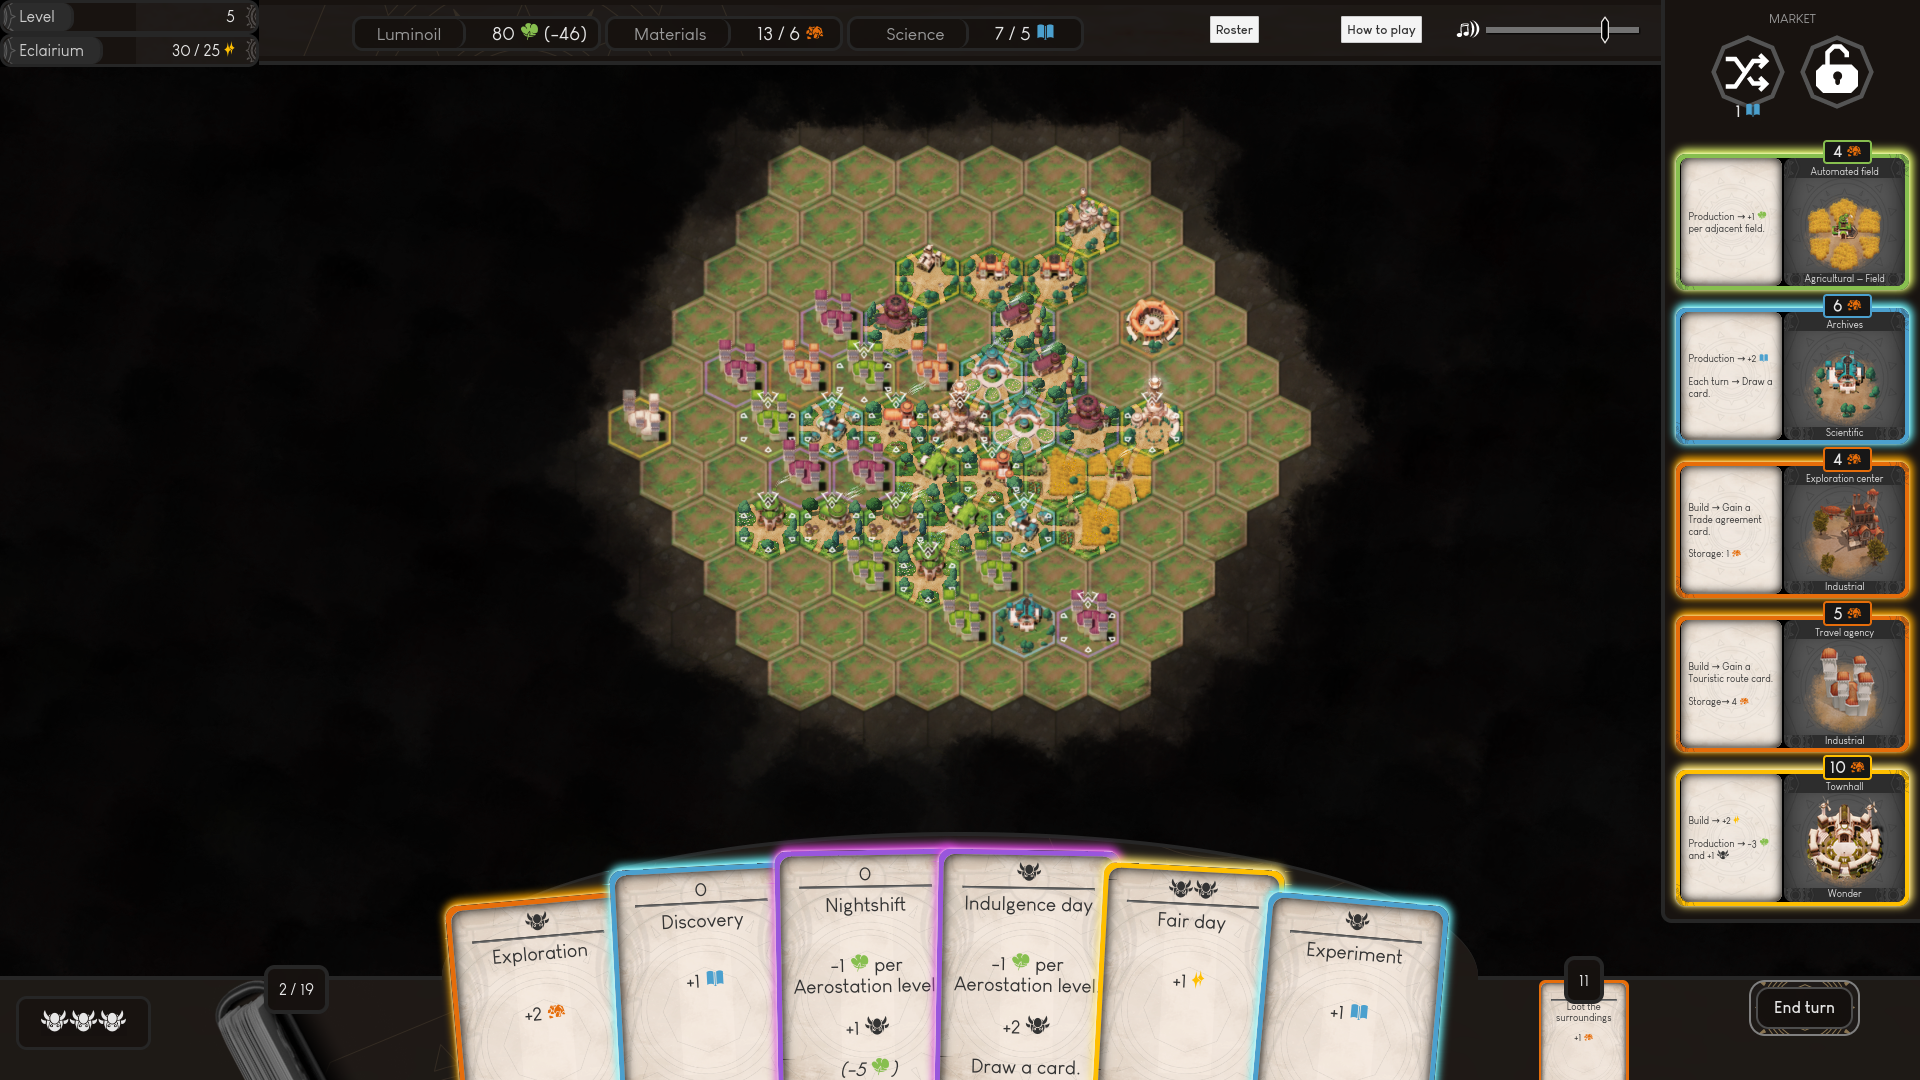 Level 5
Eclairium 30 / 25
Luminoil 80 (-46)
Materials 13 / 6
Science 7 / 5
Roster
How to play
MARKET
1
4
Automated field
Production → +1
per adjacent field.
Agricultural – Field
6
Archives
Production → +2
Each turn → Draw a
card.
Scientific
4
Exploration center
Build → Gain a
Trade agreement
card.
Storage: 1
Industrial
5
Travel agency
Build → Gain a
Touristic route card.
Storage→ 4
Industrial
10
Townhall
Build → +2
Production → -3
and +1
Wonder
2 / 19
Exploration
+2
0
Discovery
+1
0
Nightshift
-1 per
Aerostation level
+1
(-5 )
Indulgence day
-1 per
Aerostation level
+2
Draw a card.
Fair day
+1
Experiment
+1
11
Loot the
surroundings
+1
End turn